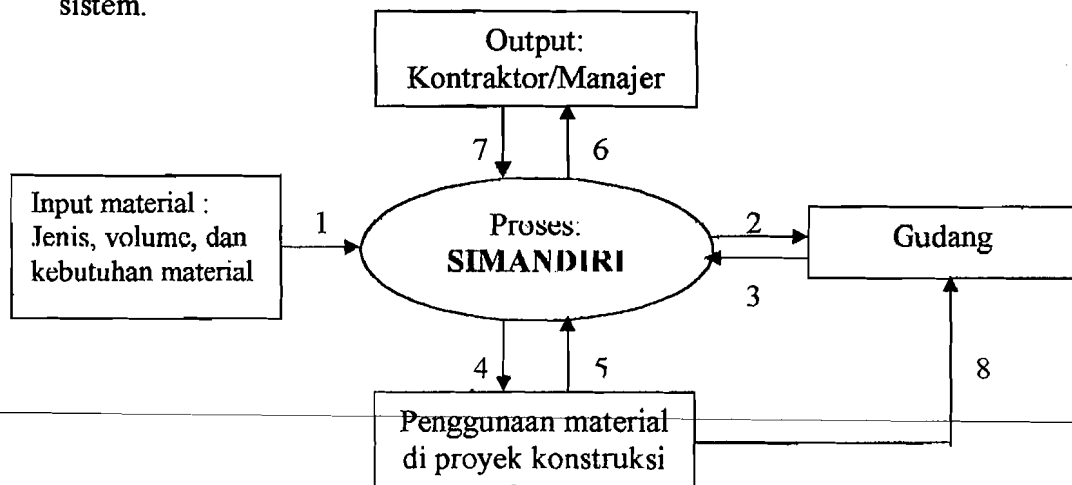 sistem.
Output:
Kontraktor/Manajer
7
6
Input material :
Jenis, volume, dan
kebutuhan material
1
Proses:
SIMANDIRI
2
3
Gudang
4
5
8
Penggunaan material
di proyek konstruksi